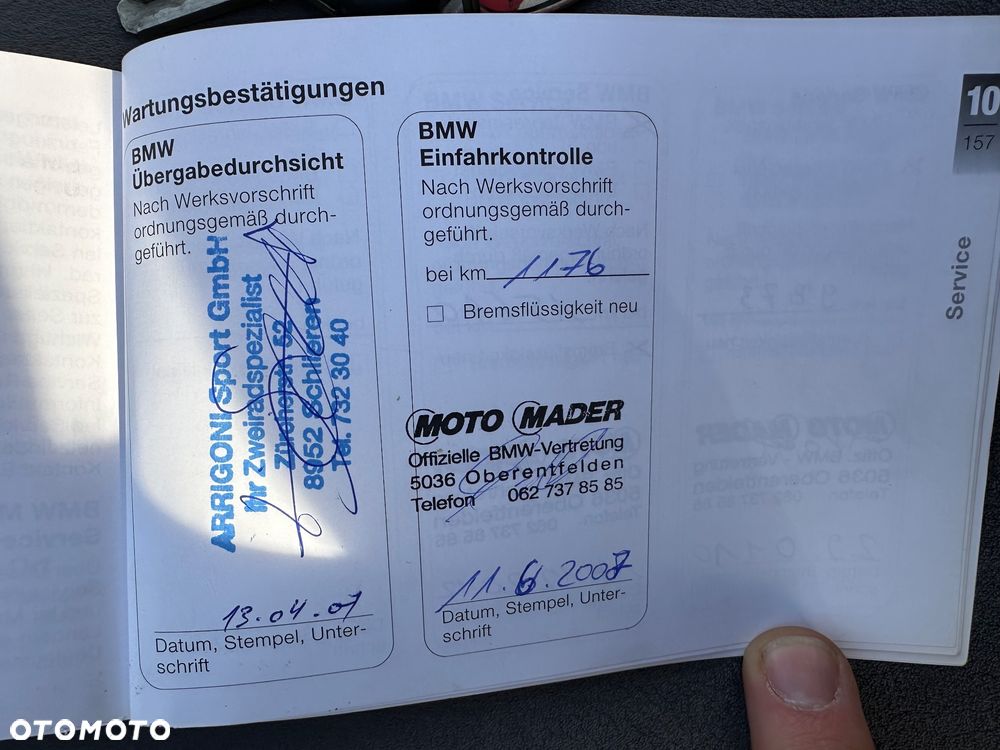 Wartungsbestätigungen
BMW
Übergabedurchsicht
Nach Werksvorschrift
ordnungsgemäß durch-
geführt.
ARRIGONI Sport GmbH
Ihr Zweiradspezialist
Zürcherstr. 52
8952 Schlieren
Tel. 732 30 40
13.04.07
Datum, Stempel, Unter-
schrift
BMW
Einfahrkontrolle
Nach Werksvorschrift
ordnungsgemäß durch-
geführt.
bei km 1176
Bremsflüssigkeit neu
MOTO MADER
Offizielle BMW-Vertretung
5036 Oberentfelden
Telefon 062 737 85 85
11.6.2007
Datum, Stempel, Unter-
schrift
10
157
Service
OTOMOTO